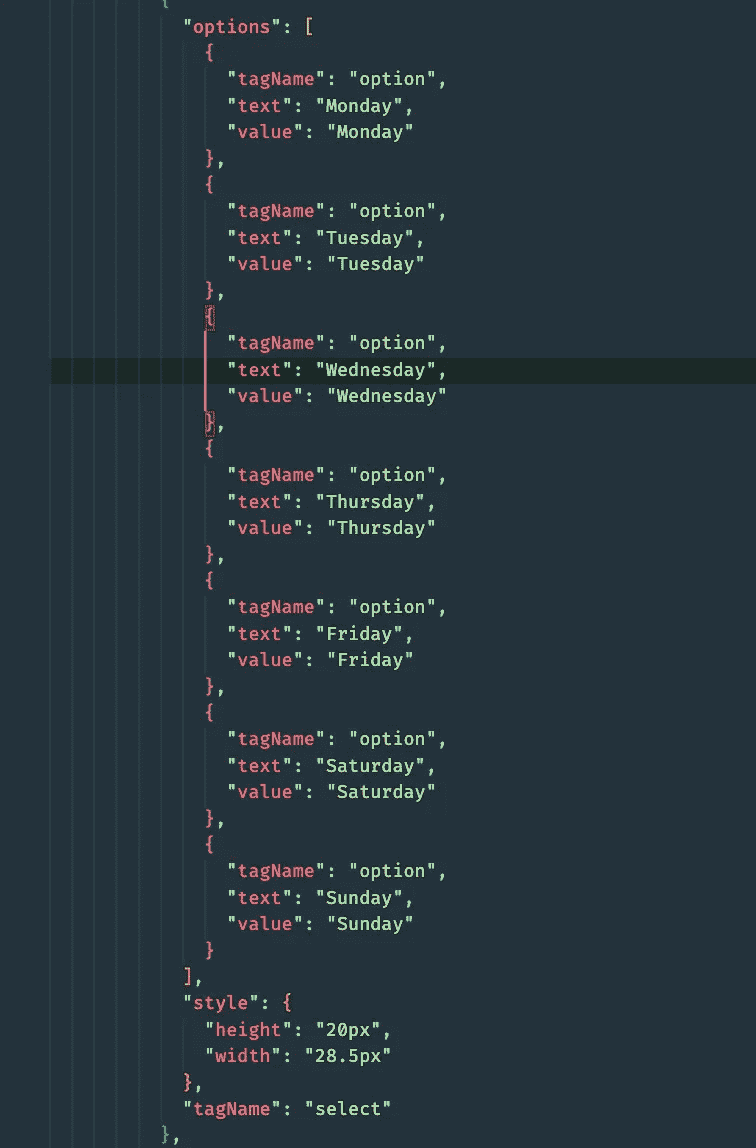 {
"options": [
{
"tagName": "option",
"text": "Monday",
"value": "Monday"
},
{
"tagName": "option",
"text": "Tuesday",
"value": "Tuesday"
},
{
"tagName": "option",
"text": "Wednesday",
"value": "Wednesday"
},
{
"tagName": "option",
"text": "Thursday",
"value": "Thursday"
},
{
"tagName": "option",
"text": "Friday",
"value": "Friday"
},
{
"tagName": "option",
"text": "Saturday",
"value": "Saturday"
},
{
"tagName": "option",
"text": "Sunday",
"value": "Sunday"
}
],
"style": {
"height": "20px",
"width": "28.5px"
},
"tagName": "select"
},